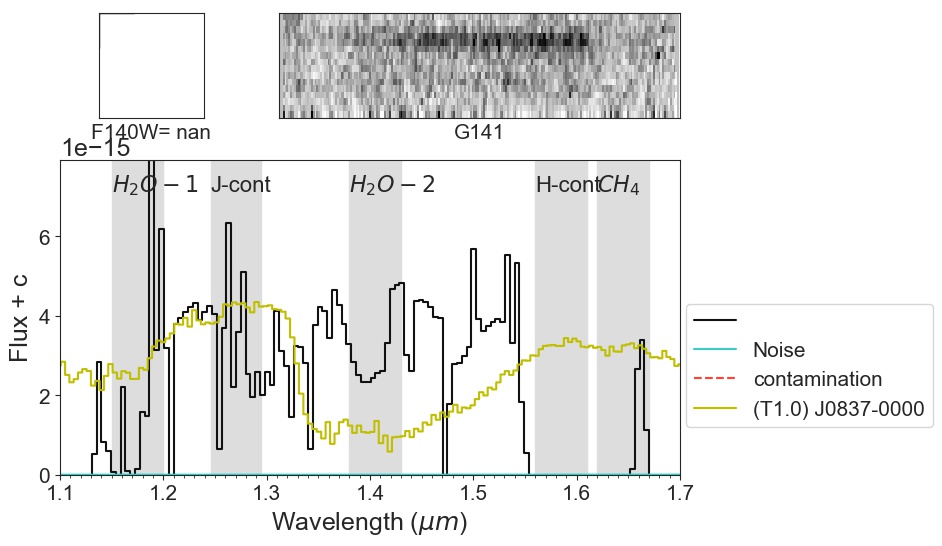 F140W= nan
G141
1e−15
H₂O − 1 J-cont H₂O − 2 H-cont CH₄
6
4
2
0
Flux + c
1.1 1.2 1.3 1.4 1.5 1.6 1.7
Wavelength (μm)
Noise
contamination
(T1.0) J0837-0000